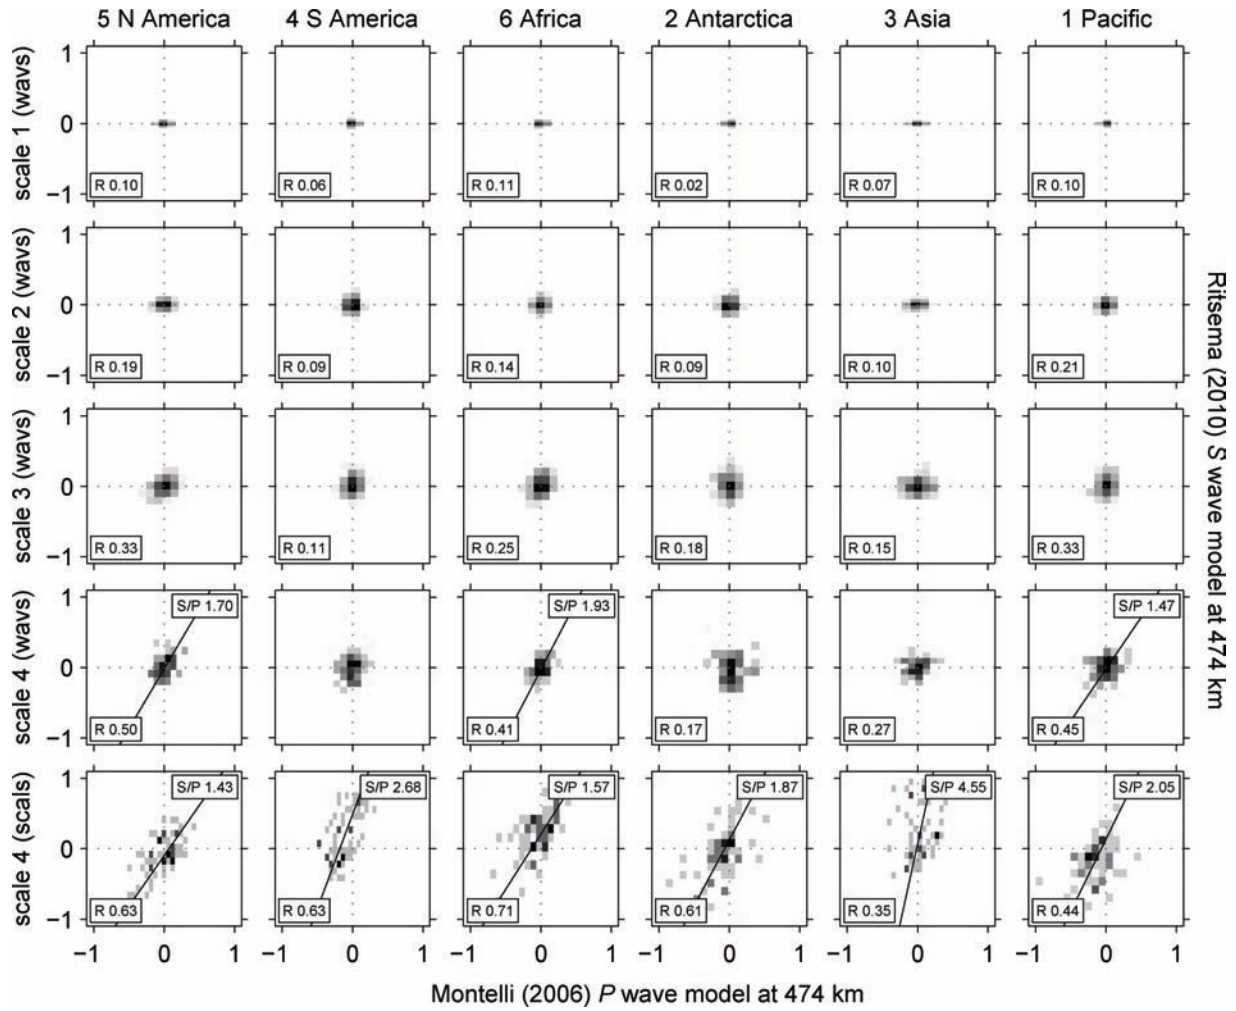 5 N America 4 S America 6 Africa 2 Antarctica 3 Asia 1 Pacific
scale 1 (wavs)
1
0
−1
R 0.10 R 0.06 R 0.11 R 0.02 R 0.07 R 0.10
scale 2 (wavs)
1
0
−1
R 0.19 R 0.09 R 0.14 R 0.09 R 0.10 R 0.21
scale 3 (wavs)
1
0
−1
R 0.33 R 0.11 R 0.25 R 0.18 R 0.15 R 0.33
scale 4 (wavs)
1
0
−1
S/P 1.70 S/P 1.93 S/P 1.47
R 0.50 R 0.41 R 0.17 R 0.27 R 0.45
scale 4 (scals)
1
0
−1
S/P 1.43 S/P 2.68 S/P 1.57 S/P 1.87 S/P 4.55 S/P 2.05
R 0.63 R 0.63 R 0.71 R 0.61 R 0.35 R 0.44
−1 0 1 −1 0 1 −1 0 1 −1 0 1 −1 0 1 −1 0 1
Montelli (2006) P wave model at 474 km
Ritsema (2010) S wave model at 474 km